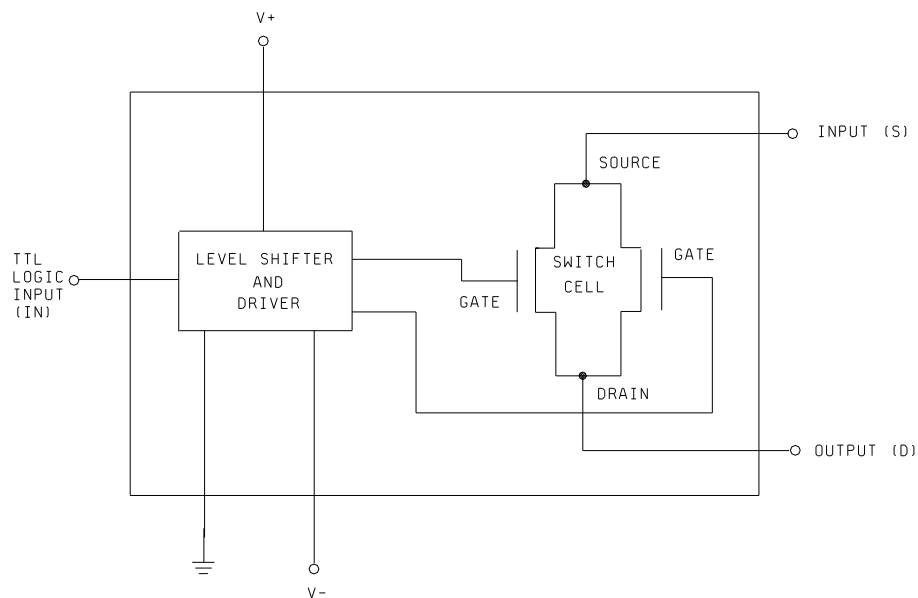 V+
INPUT (S)
SOURCE
TTL
LOGIC
INPUT
(IN)
LEVEL SHIFTER
AND
DRIVER
GATE
SWITCH
CELL
GATE
DRAIN
OUTPUT (D)
V-